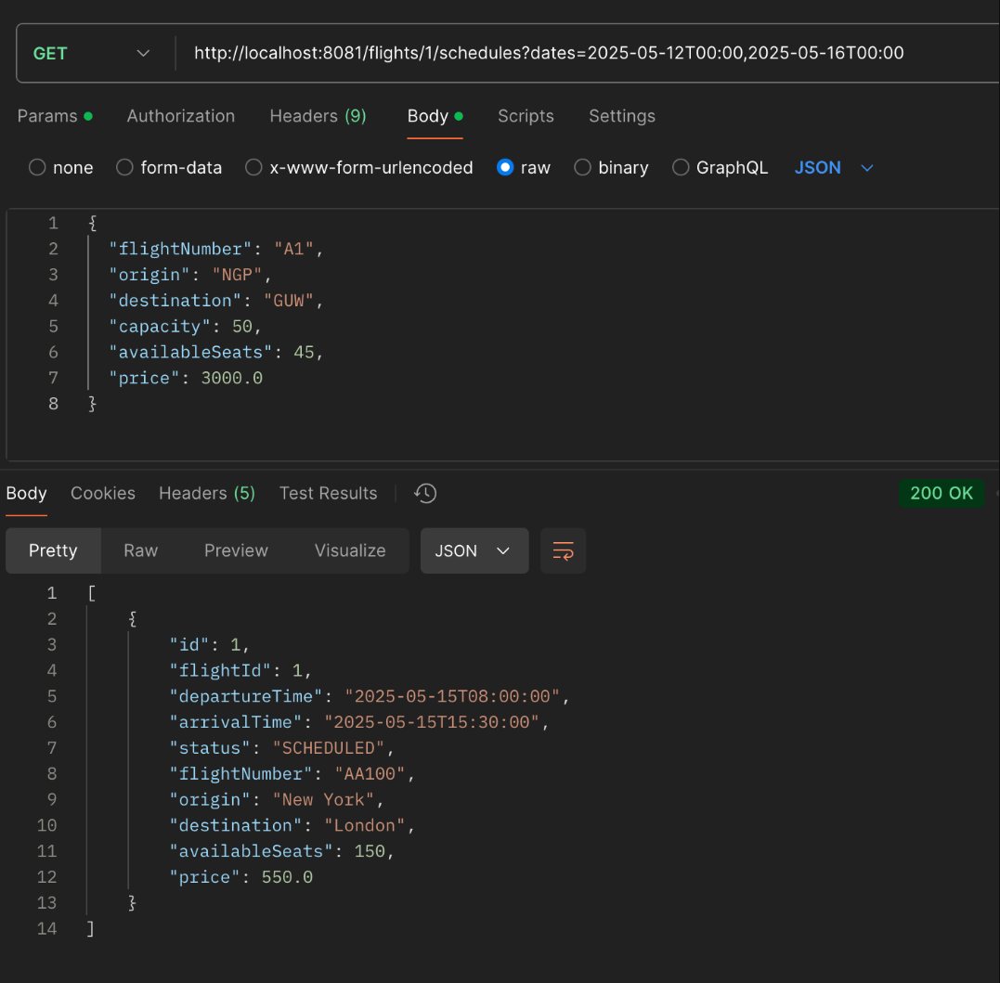 GET http://localhost:8081/flights/1/schedules?dates=2025-05-12T00:00,2025-05-16T00:00
Params Authorization Headers (9) Body Scripts Settings
none form-data x-www-form-urlencoded raw binary GraphQL JSON
1 {
2 "flightNumber": "A1",
3 "origin": "NGP",
4 "destination": "GUW",
5 "capacity": 50,
6 "availableSeats": 45,
7 "price": 3000.0
8 }
Body Cookies Headers (5) Test Results 200 OK
Pretty Raw Preview Visualize JSON
1 [
2 {
3 "id": 1,
4 "flightId": 1,
5 "departureTime": "2025-05-15T08:00:00",
6 "arrivalTime": "2025-05-15T15:30:00",
7 "status": "SCHEDULED",
8 "flightNumber": "AA100",
9 "origin": "New York",
10 "destination": "London",
11 "availableSeats": 150,
12 "price": 550.0
13 }
14 ]